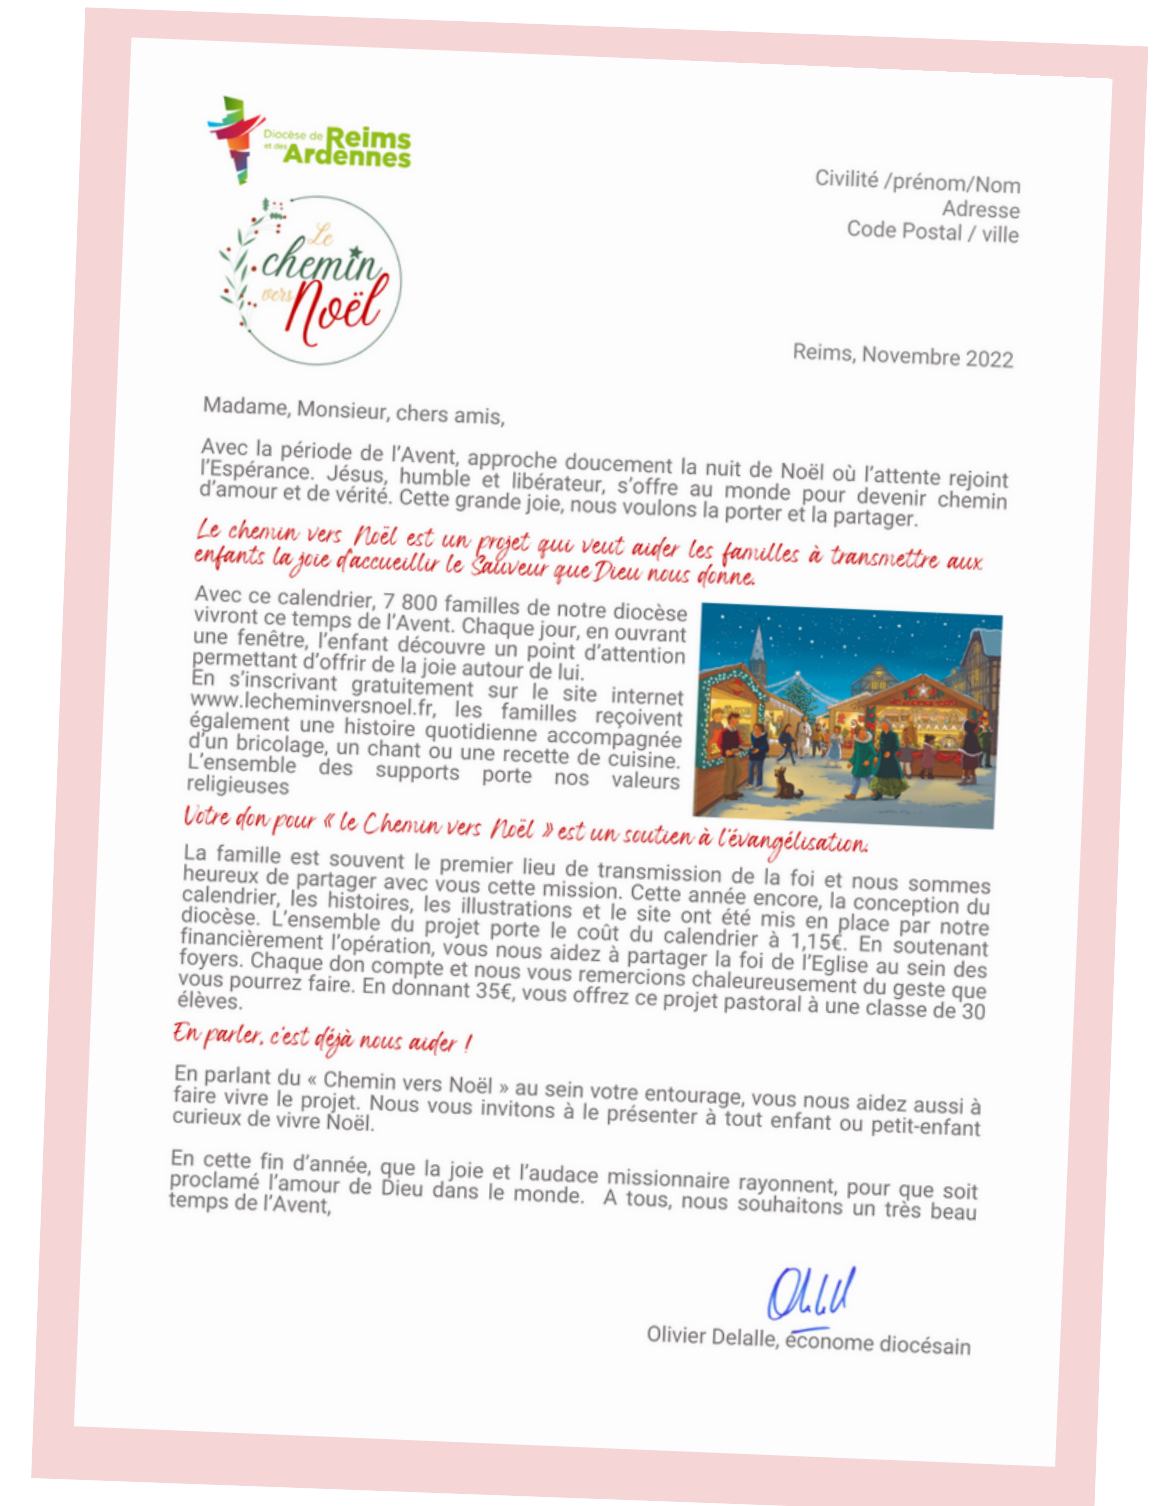 Diocèse de Reims
et des Ardennes
Le
chemin
vers
Noël
Civilité /prénom/Nom
Adresse
Code Postal / ville
Reims, Novembre 2022
Madame, Monsieur, chers amis,
Avec la période de l'Avent, approche doucement la nuit de Noël où l'attente rejoint
l'Espérance. Jésus, humble et libérateur, s'offre au monde pour devenir chemin
d'amour et de vérité. Cette grande joie, nous voulons la porter et la partager.
Le chemin vers Noël est un projet qui veut aider les familles à transmettre aux
enfants la joie d'accueillir le Sauveur que Dieu nous donne.
Avec ce calendrier, 7 800 familles de notre diocèse
vivront ce temps de l'Avent. Chaque jour, en ouvrant
une fenêtre, l'enfant découvre un point d'attention
permettant d'offrir de la joie autour de lui.
En s'inscrivant gratuitement sur le site internet
www.lecheminversnoel.fr, les familles reçoivent
également une histoire quotidienne accompagnée
d'un bricolage, un chant ou une recette de cuisine.
L'ensemble des supports porte nos valeurs
religieuses
Votre don pour « le Chemin vers Noël » est un soutien à l'évangélisation.
La famille est souvent le premier lieu de transmission de la foi et nous sommes
heureux de partager avec vous cette mission. Cette année encore, la conception du
calendrier, les histoires, les illustrations et le site ont été mis en place par notre
diocèse. L'ensemble du projet porte le coût du calendrier à 1,15€. En soutenant
financièrement l'opération, vous nous aidez à partager la foi de l'Eglise au sein des
foyers. Chaque don compte et nous vous remercions chaleureusement du geste que
vous pourrez faire. En donnant 35€, vous offrez ce projet pastoral à une classe de 30
élèves.
En parler, c'est déjà nous aider !
En parlant du « Chemin vers Noël » au sein votre entourage, vous nous aidez aussi à
faire vivre le projet. Nous vous invitons à le présenter à tout enfant ou petit-enfant
curieux de vivre Noël.
En cette fin d'année, que la joie et l'audace missionnaire rayonnent, pour que soit
proclamé l'amour de Dieu dans le monde. A tous, nous souhaitons un très beau
temps de l'Avent,
Olivier Delalle, économe diocésain